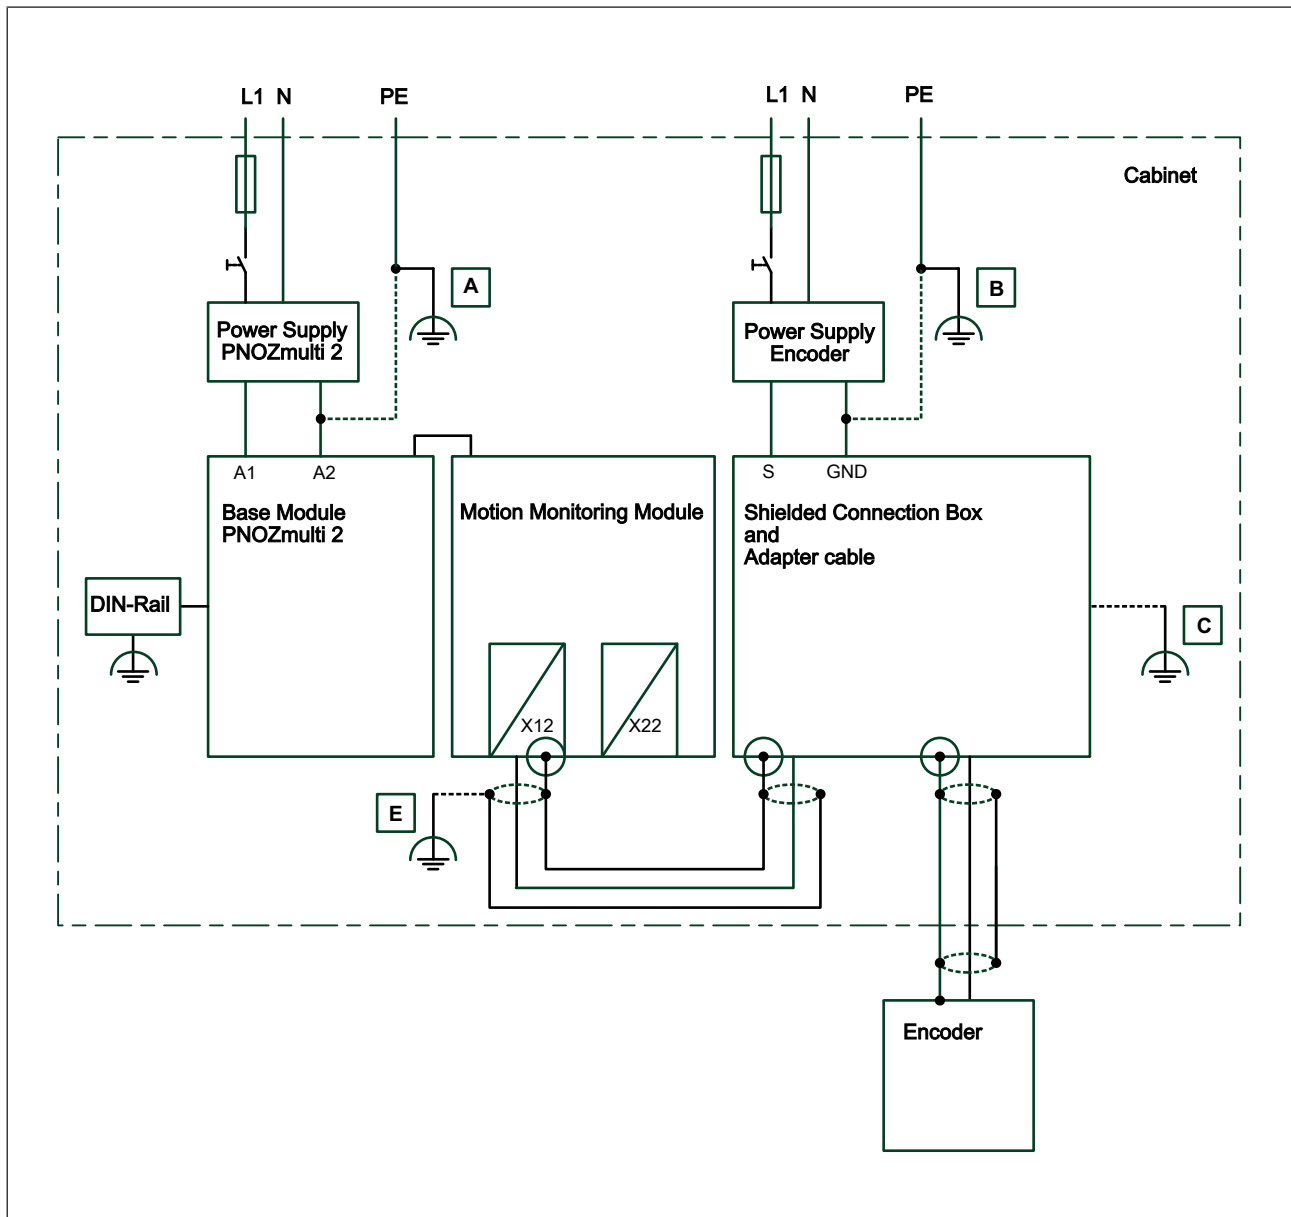 L1 N PE
L1 N PE
Cabinet
A
B
Power Supply
PNOZmulti 2
Power Supply
Encoder
A1 A2
S GND
Base Module
PNOZmulti 2
Motion Monitoring Module
Shielded Connection Box
and
Adapter cable
DIN-Rail
C
X12
X22
E
Encoder